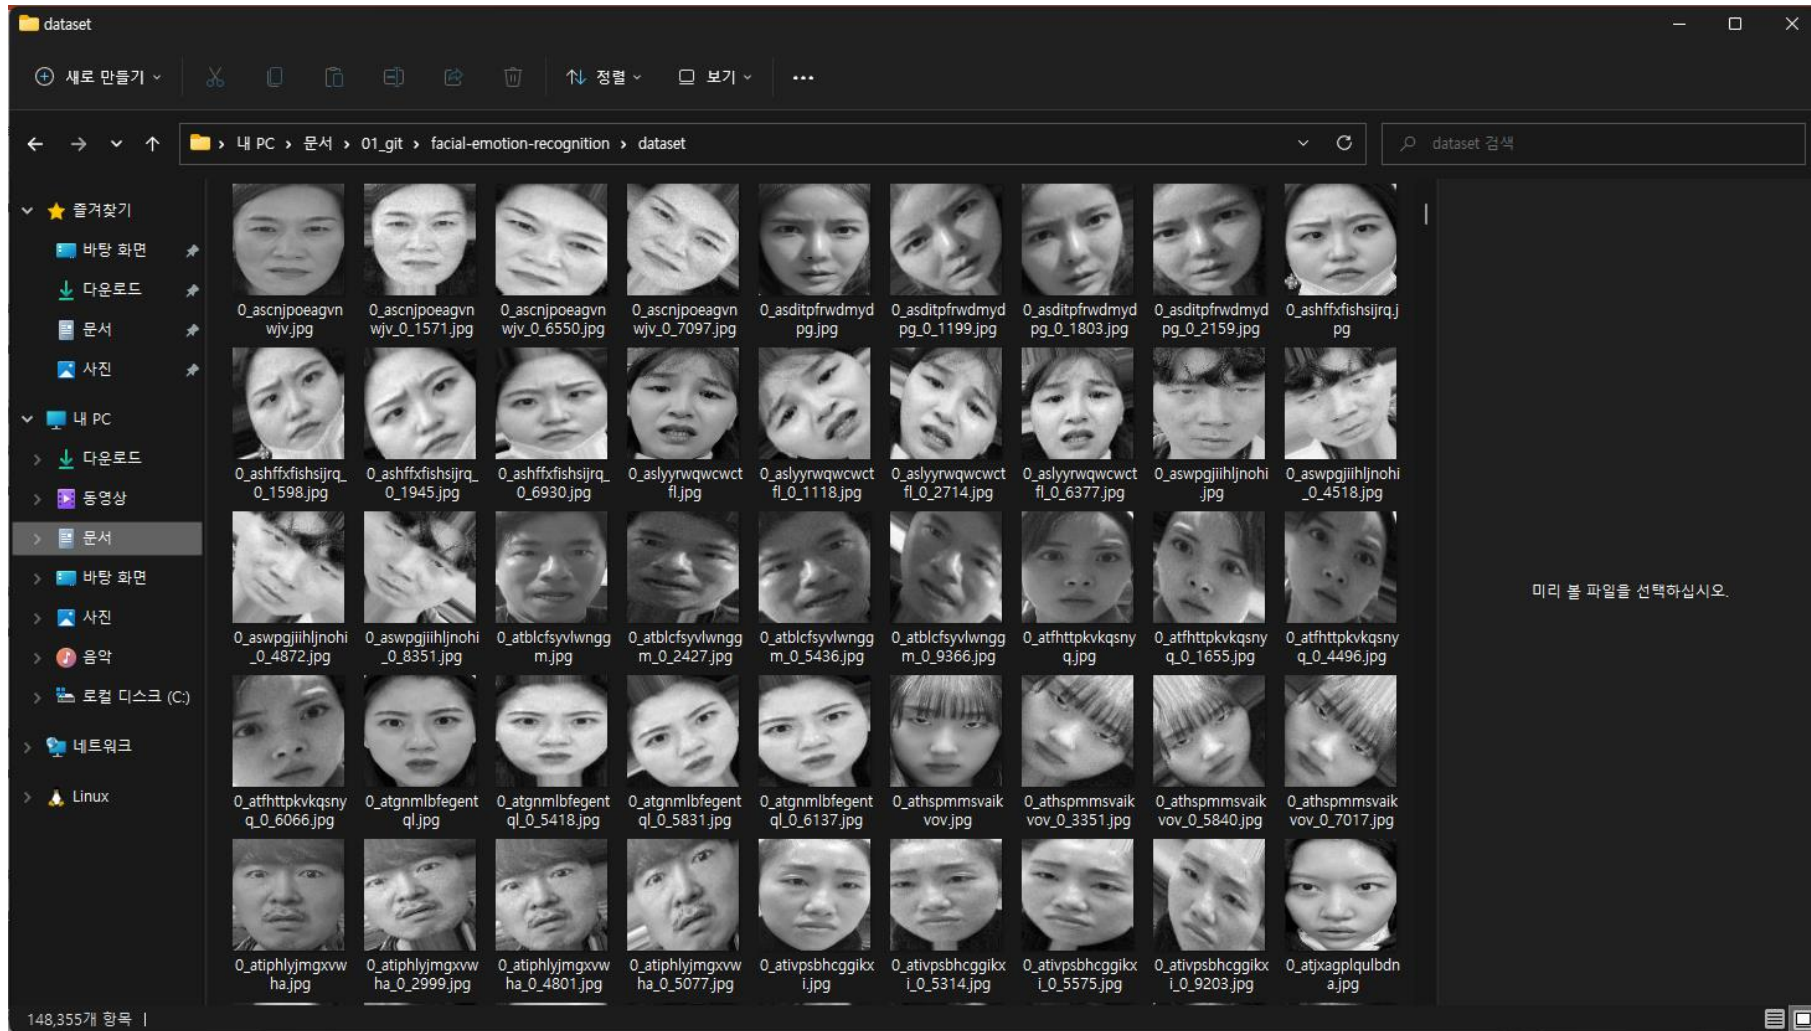 dataset
새로 만들기
정렬
보기
내 PC > 문서 > 01_git > facial-emotion-recognition > dataset
dataset 검색
즐겨찾기
바탕 화면
다운로드
문서
사진
내 PC
다운로드
동영상
문서
바탕 화면
사진
음악
로컬 디스크 (C:)
네트워크
Linux
0_ascnjpoeagvn
wjv.jpg
0_ascnjpoeagvn
wjv_0_1571.jpg
0_ascnjpoeagvn
wjv_0_6550.jpg
0_ascnjpoeagvn
wjv_0_7097.jpg
0_asditpfrwdmyd
pg.jpg
0_asditpfrwdmyd
pg_0_1199.jpg
0_asditpfrwdmyd
pg_0_1803.jpg
0_asditpfrwdmyd
pg_0_2159.jpg
0_ashffxfishsijrq.j
pg
0_ashffxfishsijrq_
0_1598.jpg
0_ashffxfishsijrq_
0_1945.jpg
0_ashffxfishsijrq_
0_6930.jpg
0_aslyyrwqwcwct
fl.jpg
0_aslyyrwqwcwct
fl_0_1118.jpg
0_aslyyrwqwcwct
fl_0_2714.jpg
0_aslyyrwqwcwct
fl_0_6377.jpg
0_aswpgjiihljnohi
.jpg
0_aswpgjiihljnohi
_0_4518.jpg
0_aswpgjiihljnohi
_0_4872.jpg
0_aswpgjiihljnohi
_0_8351.jpg
0_atblcfsyvlwngg
m.jpg
0_atblcfsyvlwngg
m_0_2427.jpg
0_atblcfsyvlwngg
m_0_5436.jpg
0_atblcfsyvlwngg
m_0_9366.jpg
0_atfhttpkvkqsny
q.jpg
0_atfhttpkvkqsny
q_0_1655.jpg
0_atfhttpkvkqsny
q_0_4496.jpg
0_atfhttpkvkqsny
q_0_6066.jpg
0_atgnmlbfegent
ql.jpg
0_atgnmlbfegent
ql_0_5418.jpg
0_atgnmlbfegent
ql_0_5831.jpg
0_atgnmlbfegent
ql_0_6137.jpg
0_athspmmsvaik
vov.jpg
0_athspmmsvaik
vov_0_3351.jpg
0_athspmmsvaik
vov_0_5840.jpg
0_athspmmsvaik
vov_0_7017.jpg
0_atiphlyjmgxvw
ha.jpg
0_atiphlyjmgxvw
ha_0_2999.jpg
0_atiphlyjmgxvw
ha_0_4801.jpg
0_atiphlyjmgxvw
ha_0_5077.jpg
0_ativpsbhcggikx
i.jpg
0_ativpsbhcggikx
i_0_5314.jpg
0_ativpsbhcggikx
i_0_5575.jpg
0_ativpsbhcggikx
i_0_9203.jpg
0_atjxagplqulbdn
a.jpg
미리 볼 파일을 선택하십시오.
148,355개 항목